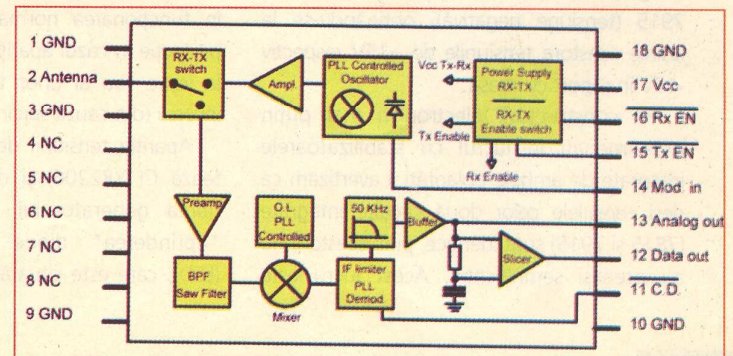 1 GND
2 Antenna
3 GND
4 NC
5 NC
6 NC
7 NC
8 NC
9 GND
RX-TX
switch
Ampl.
PLL Controlled
Oscillator
Vcc Tx-Rx
Tx Enable
Power Supply
RX-TX
RX-TX
Enable switch
Rx Enable
Preamp
BPF
Saw Filter
O.L.
PLL
Controlled
Mixer
50 KHz
IF limiter
PLL
Demod.
Buffer
Slicer
18 GND
17 Vcc
16 Rx EN
15 Tx EN
14 Mod. in
13 Analog out
12 Data out
11 C.D.
10 GND